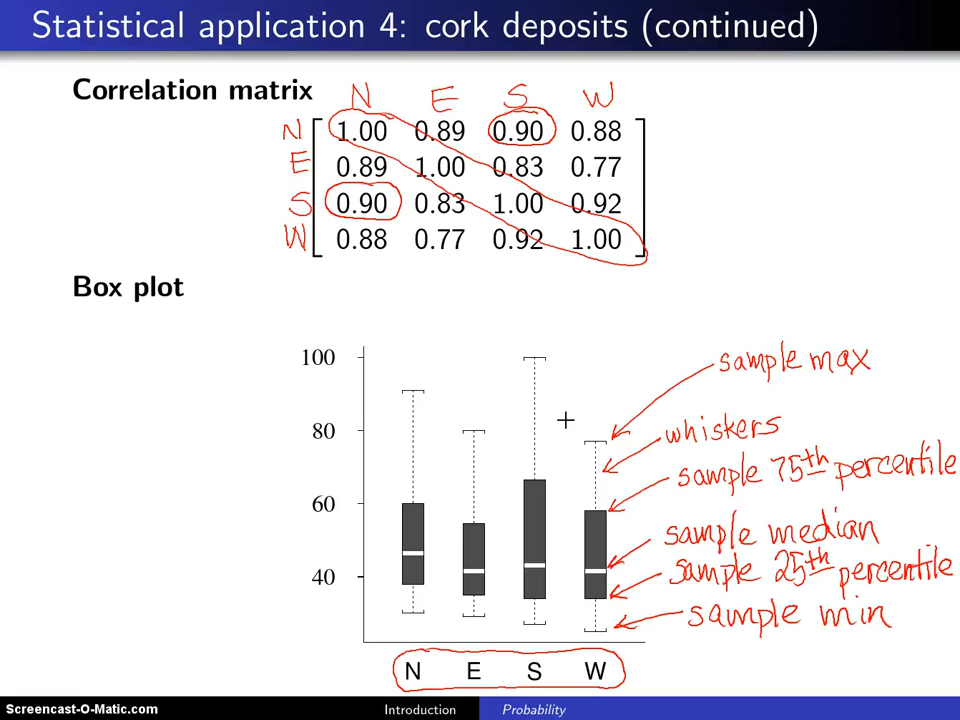 Statistical application 4: cork deposits (continued)
Correlation matrix
N E S W
N 1.00 0.89 0.90 0.88
E 0.89 1.00 0.83 0.77
S 0.90 0.83 1.00 0.92
W 0.88 0.77 0.92 1.00
Box plot
100
80
60
40
sample max
whiskers
sample 75th percentile
sample median
sample 25th percentile
sample min
N E S W
Screencast-O-Matic.com Introduction Probability